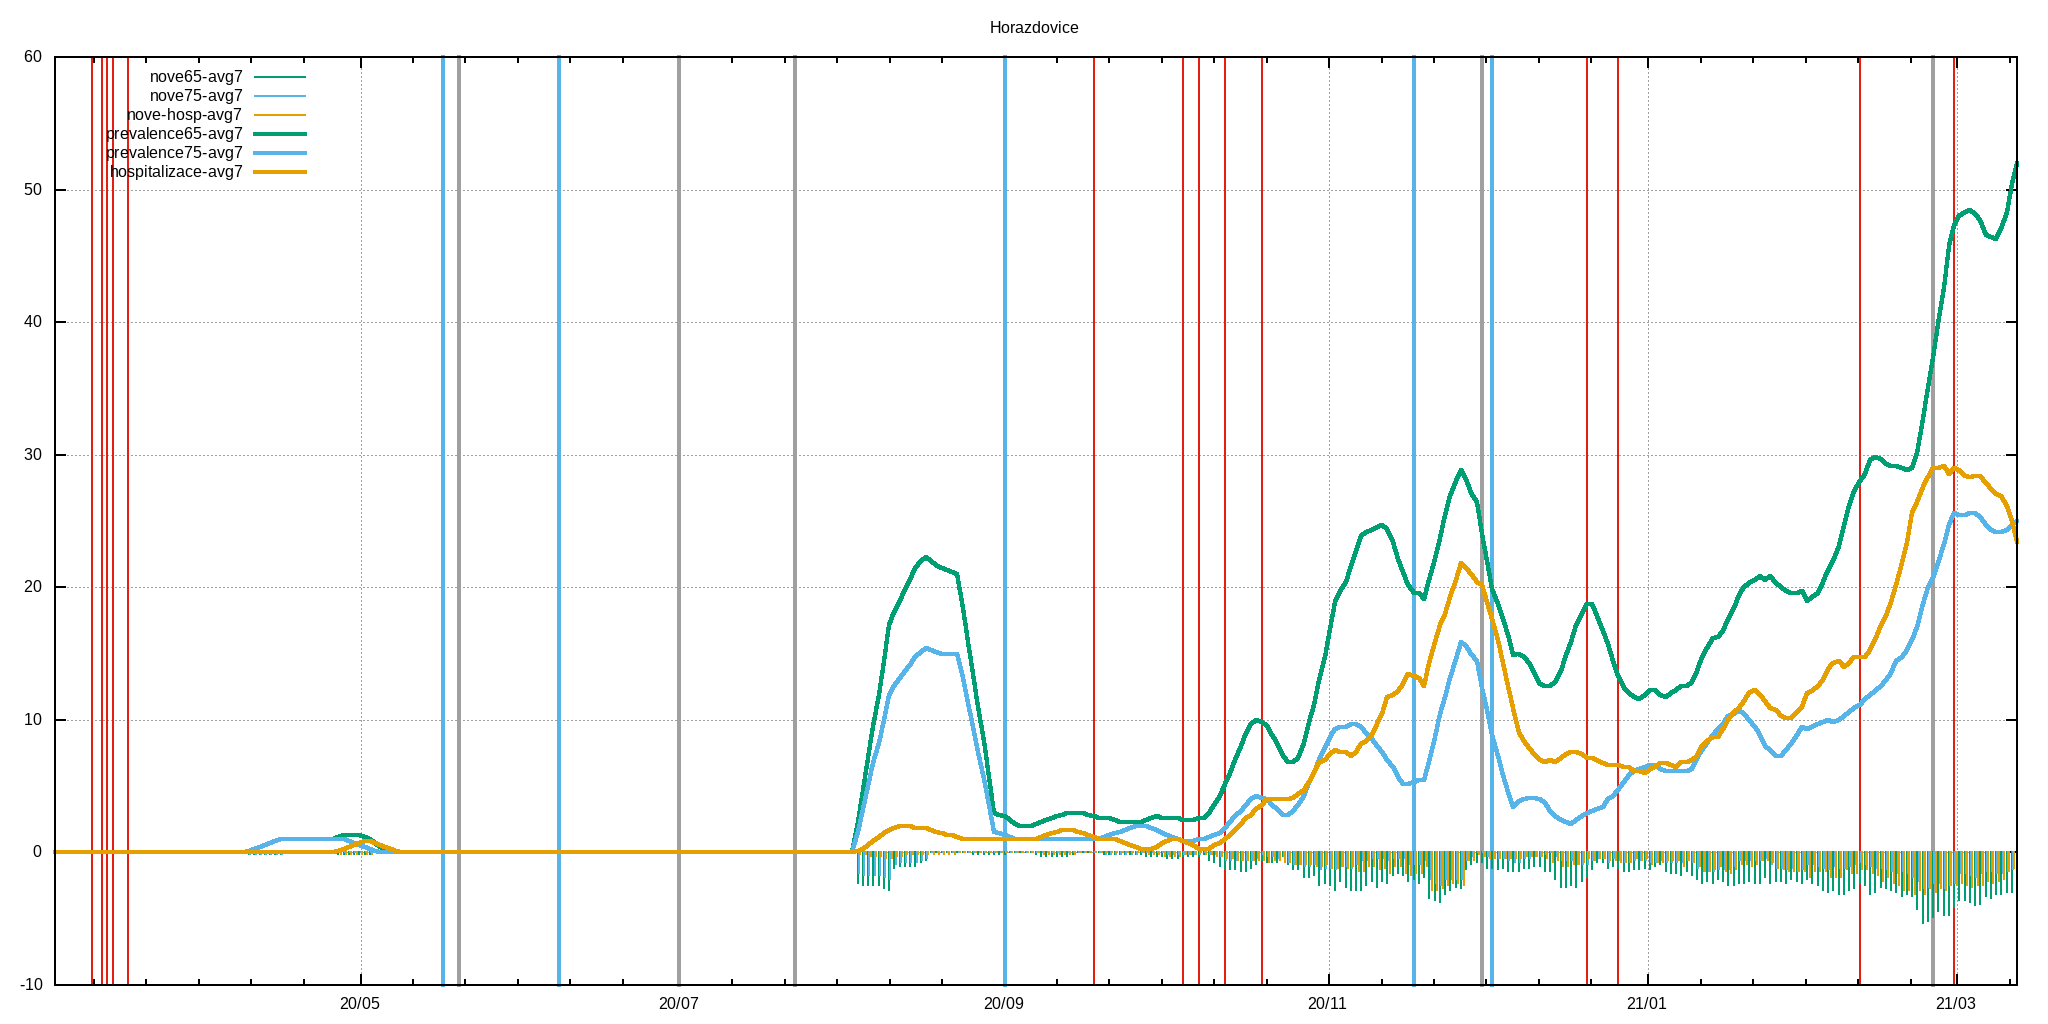 Horazdovice
60
nove65-avg7
nove75-avg7
nove-hosp-avg7
prevalence65-avg7
prevalence75-avg7
hospitalizace-avg7
50
40
30
20
10
0
-10
20/05 20/07 20/09 20/11 21/01 21/03